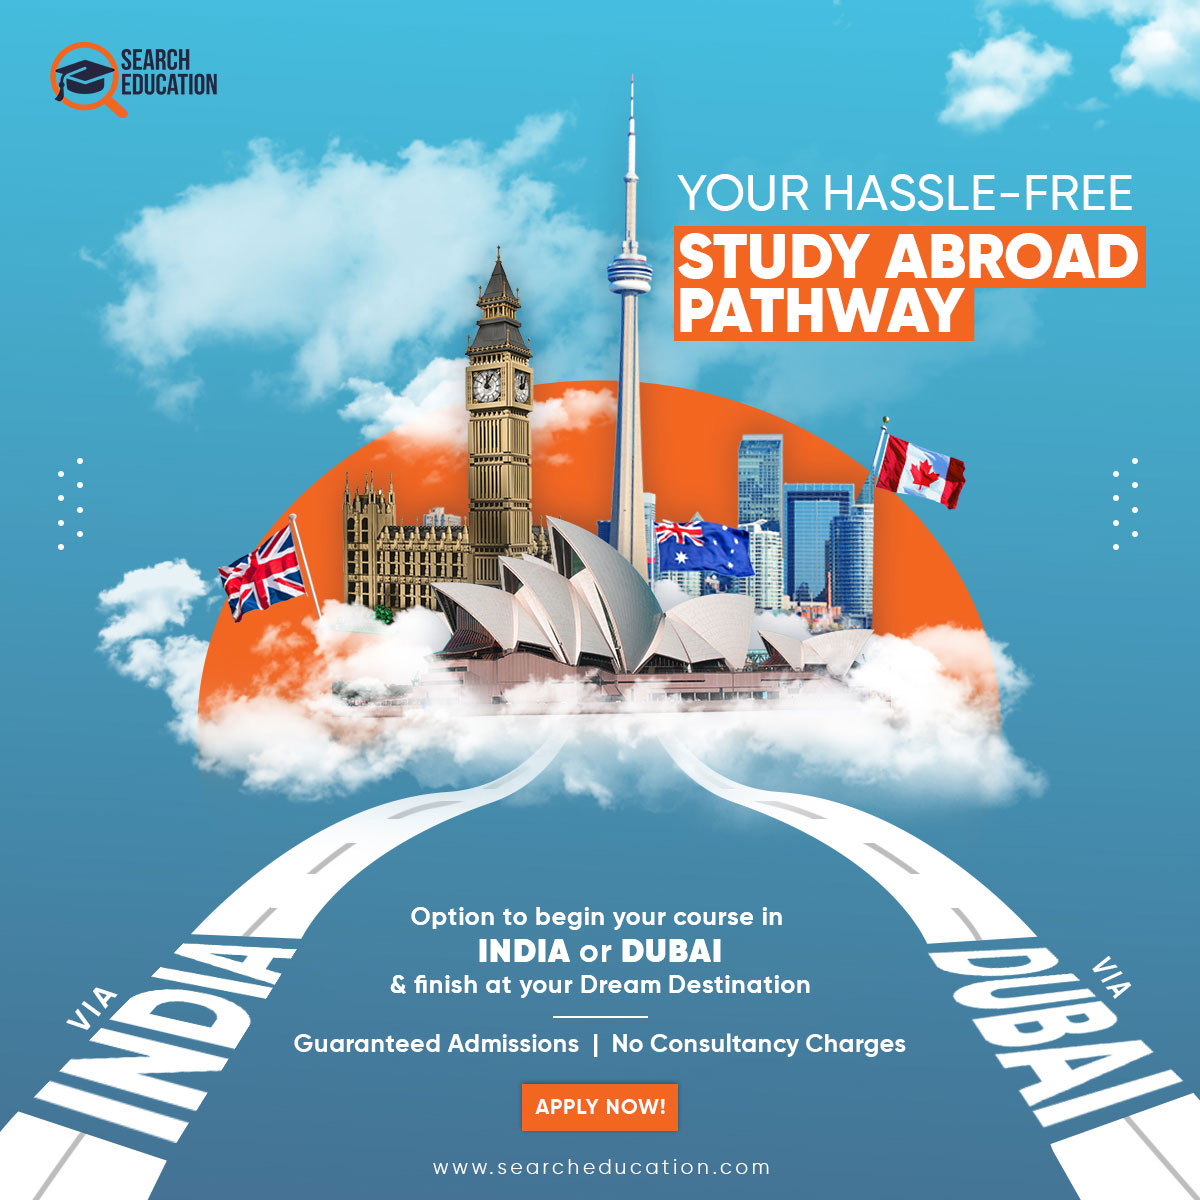 SEARCH
EDUCATION
YOUR HASSLE-FREE
STUDY ABROAD
PATHWAY
VIA
INDIA
VIA
DUBAI
Option to begin your course in
INDIA or DUBAI
& finish at your Dream Destination
Guaranteed Admissions | No Consultancy Charges
APPLY NOW!
www.searcheducation.com